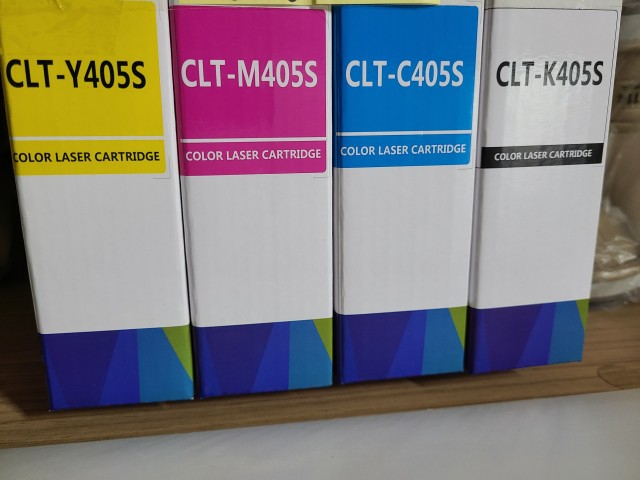 CLT-Y405S
COLOR LASER CARTRIDGE
CLT-M405S
COLOR LASER CARTRIDGE
CLT-C405S
COLOR LASER CARTRIDGE
CLT-K405S
COLOR LASER CARTRIDGE